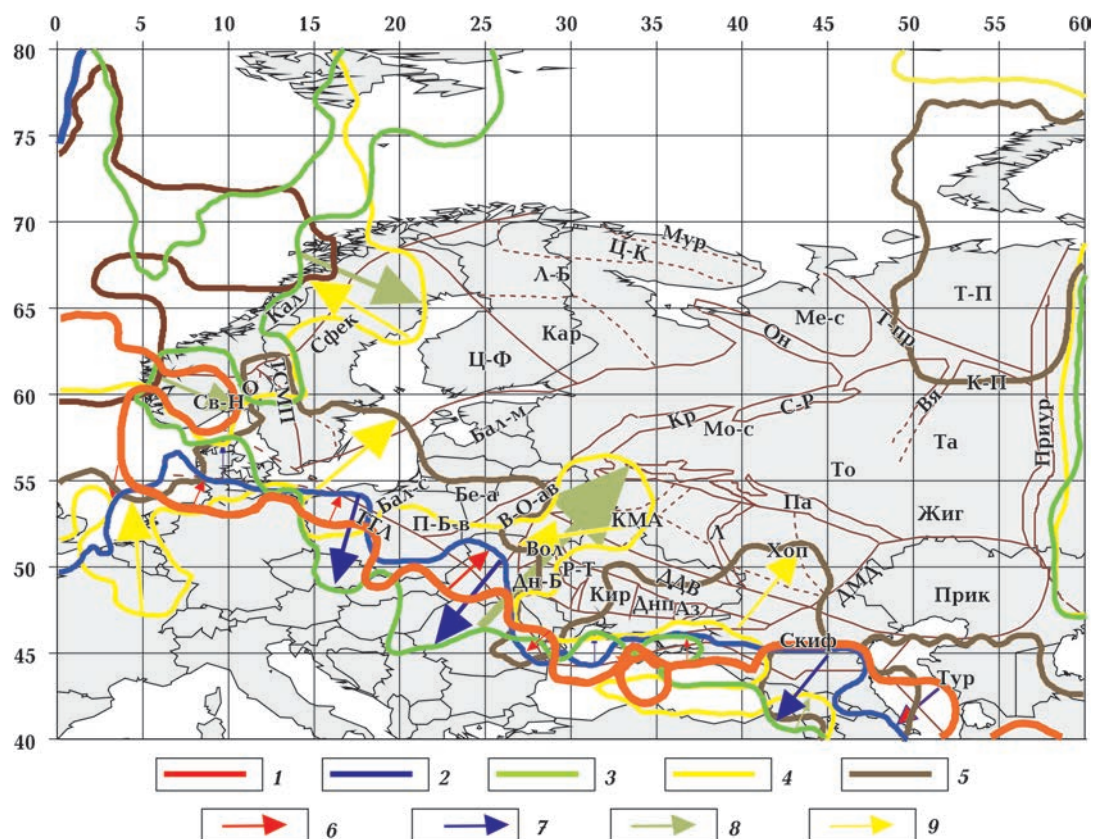 0 5 10 15 20 25 30 35 40 45 50 55 60
80
75
70
Мур
Ц-К
Л-Б
Т-П
65
Кал
Ме-с
Сфек
Кар
Он
Т-пр
Ц-Ф
К-П
60
О
ТСМП
Св-Н
С-Р
Вя
Приур
Бал-м
Кр
Мо-с
Та
55
То
Бал-с
Бе-а
В-О-ав
Па
П-Б-в
КМА
Жиг
Л
Вол
Хоп
50
Дн-Б
Р-Т
ДДВ
ДМА
Кир
Днп
Аз
Прик
45
Скиф
Тур
40
1 2 3 4 5
6 7 8 9